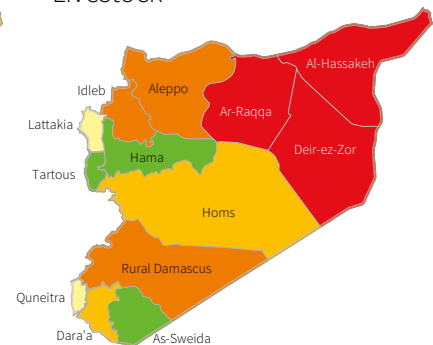 Livestock
Al-Hassakeh
Idleb
Aleppo
Ar-Raqqa
Lattakia
Deir-ez-Zor
Hama
Tartous
Homs
Rural Damascus
Quneitra
Dara'a
As-Sweida